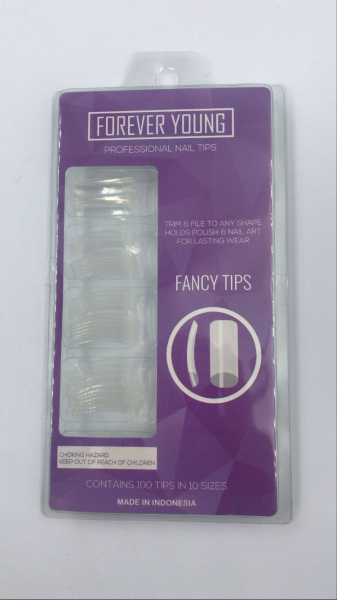 FOREVER YOUNG
PROFESSIONAL NAIL TIPS
TRIM & FILE TO ANY SHAPE
HOLDS POLISH & NAIL ART
FOR LASTING WEAR
FANCY TIPS
CHOKING HAZARD
KEEP OUT OF REACH OF CHILDREN
CONTAINS 100 TIPS IN 10 SIZES
MADE IN INDONESIA